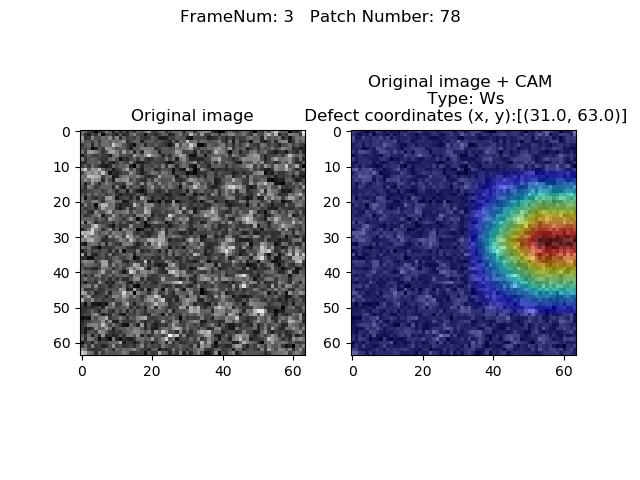 FrameNum: 3   Patch Number: 78
Original image
Original image + CAM
Type: Ws
Defect coordinates (x, y):[(31.0, 63.0)]
0
10
20
30
40
50
60
0 20 40 60
0
10
20
30
40
50
60
0 20 40 60